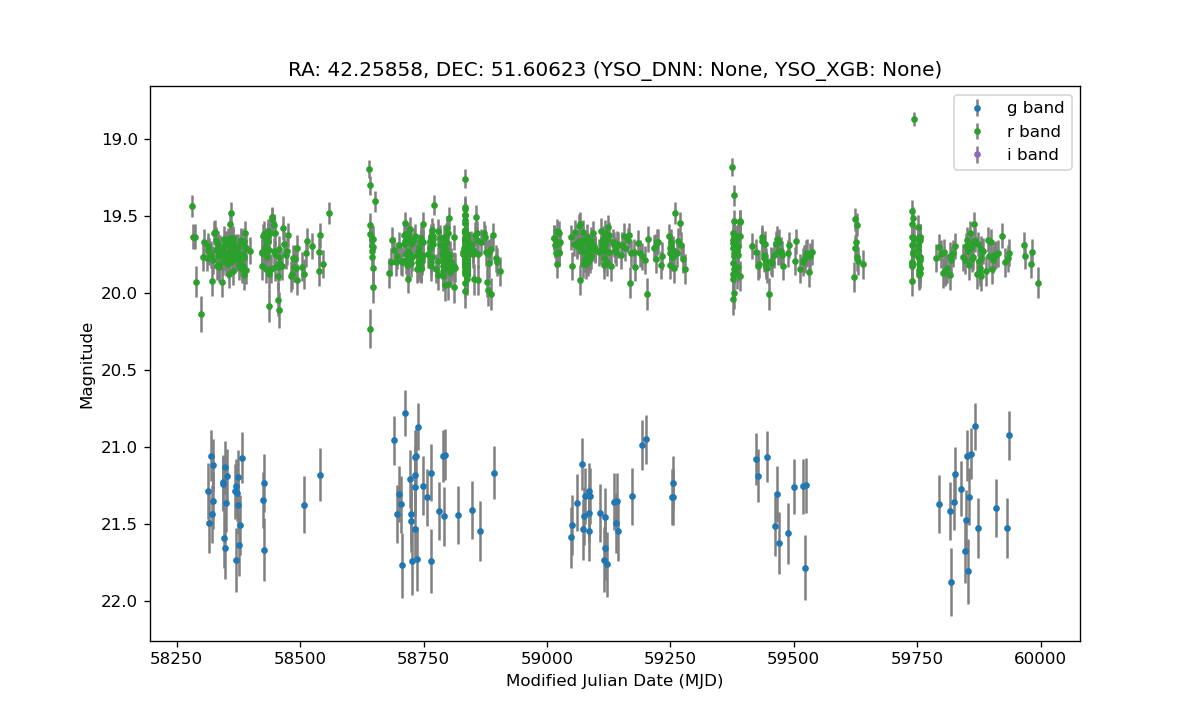 RA: 42.25858, DEC: 51.60623 (YSO_DNN: None, YSO_XGB: None)
g band
r band
i band
19.0
19.5
20.0
20.5
21.0
21.5
22.0
Magnitude
58250
58500
58750
59000
59250
59500
59750
60000
Modified Julian Date (MJD)